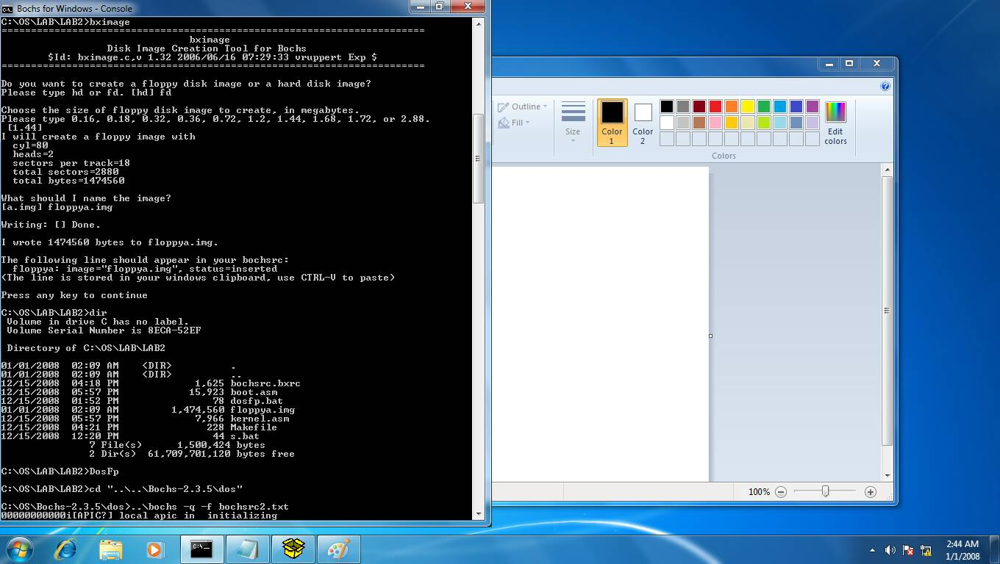 Bochs for Windows - Console
C:\OS\LAB\LAB2>bximage
========================================================================
bximage
Disk Image Creation Tool for Bochs
$Id: bximage.c,v 1.32 2006/06/16 07:29:33 vruppert Exp $
========================================================================
Do you want to create a floppy disk image or a hard disk image?
Please type hd or fd. [hd] fd
Choose the size of floppy disk image to create, in megabytes.
Please type 0.16, 0.18, 0.32, 0.36, 0.72, 1.2, 1.44, 1.68, 1.72, or 2.88.
[1.44]
I will create a floppy image with
cyl=80
heads=2
sectors per track=18
total sectors=2880
total bytes=1474560
What should I name the image?
[a.img] floppya.img
Writing: [] Done.
I wrote 1474560 bytes to floppya.img.
The following line should appear in your bochsrc:
floppya: image="floppya.img", status=inserted
(The line is stored in your windows clipboard, use CTRL-V to paste)
Press any key to continue
C:\OS\LAB\LAB2>dir
Volume in drive C has no label.
Volume Serial Number is 8ECA-52EF
Directory of C:\OS\LAB\LAB2
01/01/2008  02:09 AM    <DIR>          .
01/01/2008  02:09 AM    <DIR>          ..
12/15/2008  04:18 PM             1,625 bochsrc.bxrc
12/15/2008  05:57 PM            15,923 boot.asm
12/15/2008  01:52 PM                78 dosfp.bat
01/01/2008  02:09 AM         1,474,560 floppya.img
12/15/2008  05:57 PM             7,966 kernel.asm
12/15/2008  04:21 PM               228 Makefile
12/15/2008  12:20 PM                44 s.bat
7 File(s)      1,500,424 bytes
2 Dir(s)  61,709,701,120 bytes free
C:\OS\LAB\LAB2>DosFp
C:\OS\LAB\LAB2>cd "..\..\Bochs-2.3.5\dos"
C:\OS\Bochs-2.3.5\dos>..\bochs -q -f bochsrc2.txt
00000000000i[APIC?] local apic in  initializing
Outline
Fill
Size
Color 1
Color 2
Edit colors
Colors
100%
2:44 AM
1/1/2008